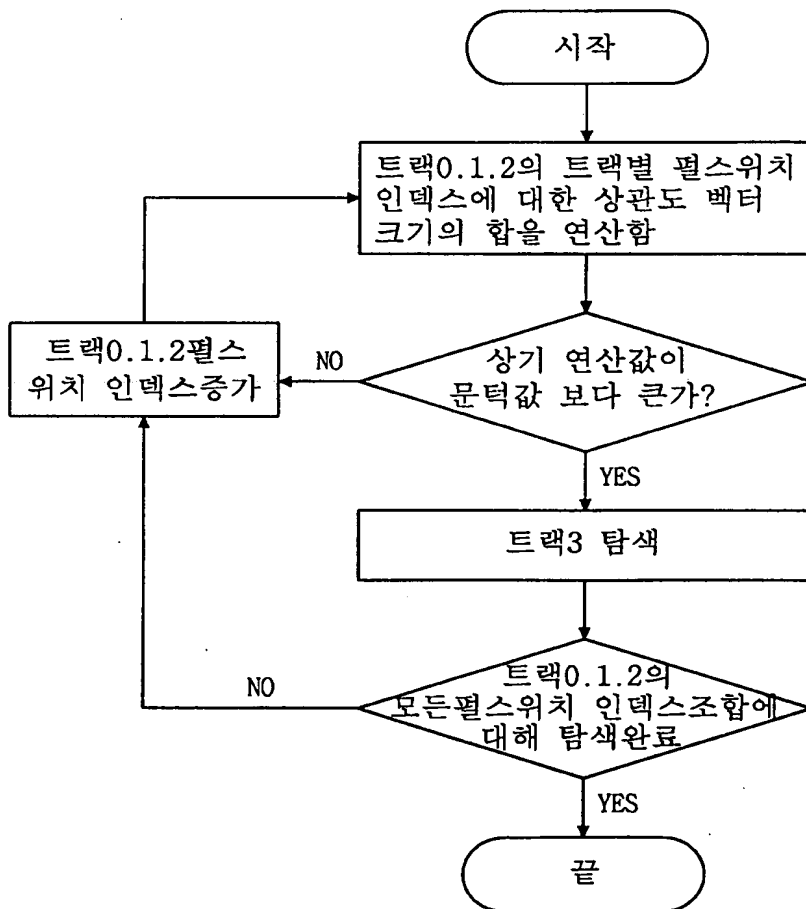 시작
트랙0.1.2의 트랙별 펄스위치
인덱스에 대한 상관도 벡터
크기의 합을 연산함
트랙0.1.2펄스
위치 인덱스증가
NO
상기 연산값이
문턱값 보다 큰가?
YES
트랙3 탐색
NO
트랙0.1.2의
모든펄스위치 인덱스조합에
대해 탐색완료
YES
끝